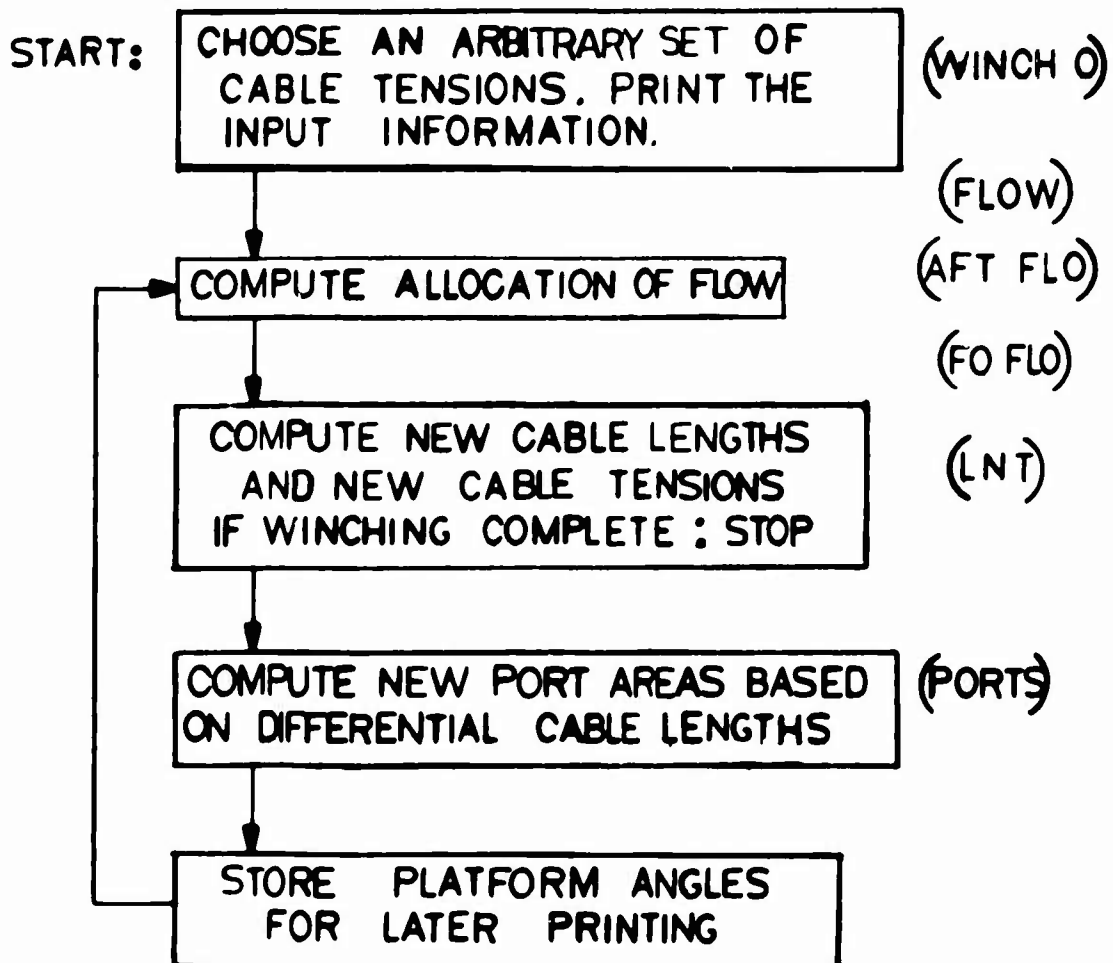 START:
CHOOSE AN ARBITRARY SET OF
CABLE TENSIONS. PRINT THE
INPUT INFORMATION.
(WINCH O)
(FLOW)
COMPUTE ALLOCATION OF FLOW
(AFT FLO)
(FO FLO)
COMPUTE NEW CABLE LENGTHS
AND NEW CABLE TENSIONS
IF WINCHING COMPLETE : STOP
(LNT)
COMPUTE NEW PORT AREAS BASED
ON DIFFERENTIAL CABLE LENGTHS
(PORTS)
STORE PLATFORM ANGLES
FOR LATER PRINTING